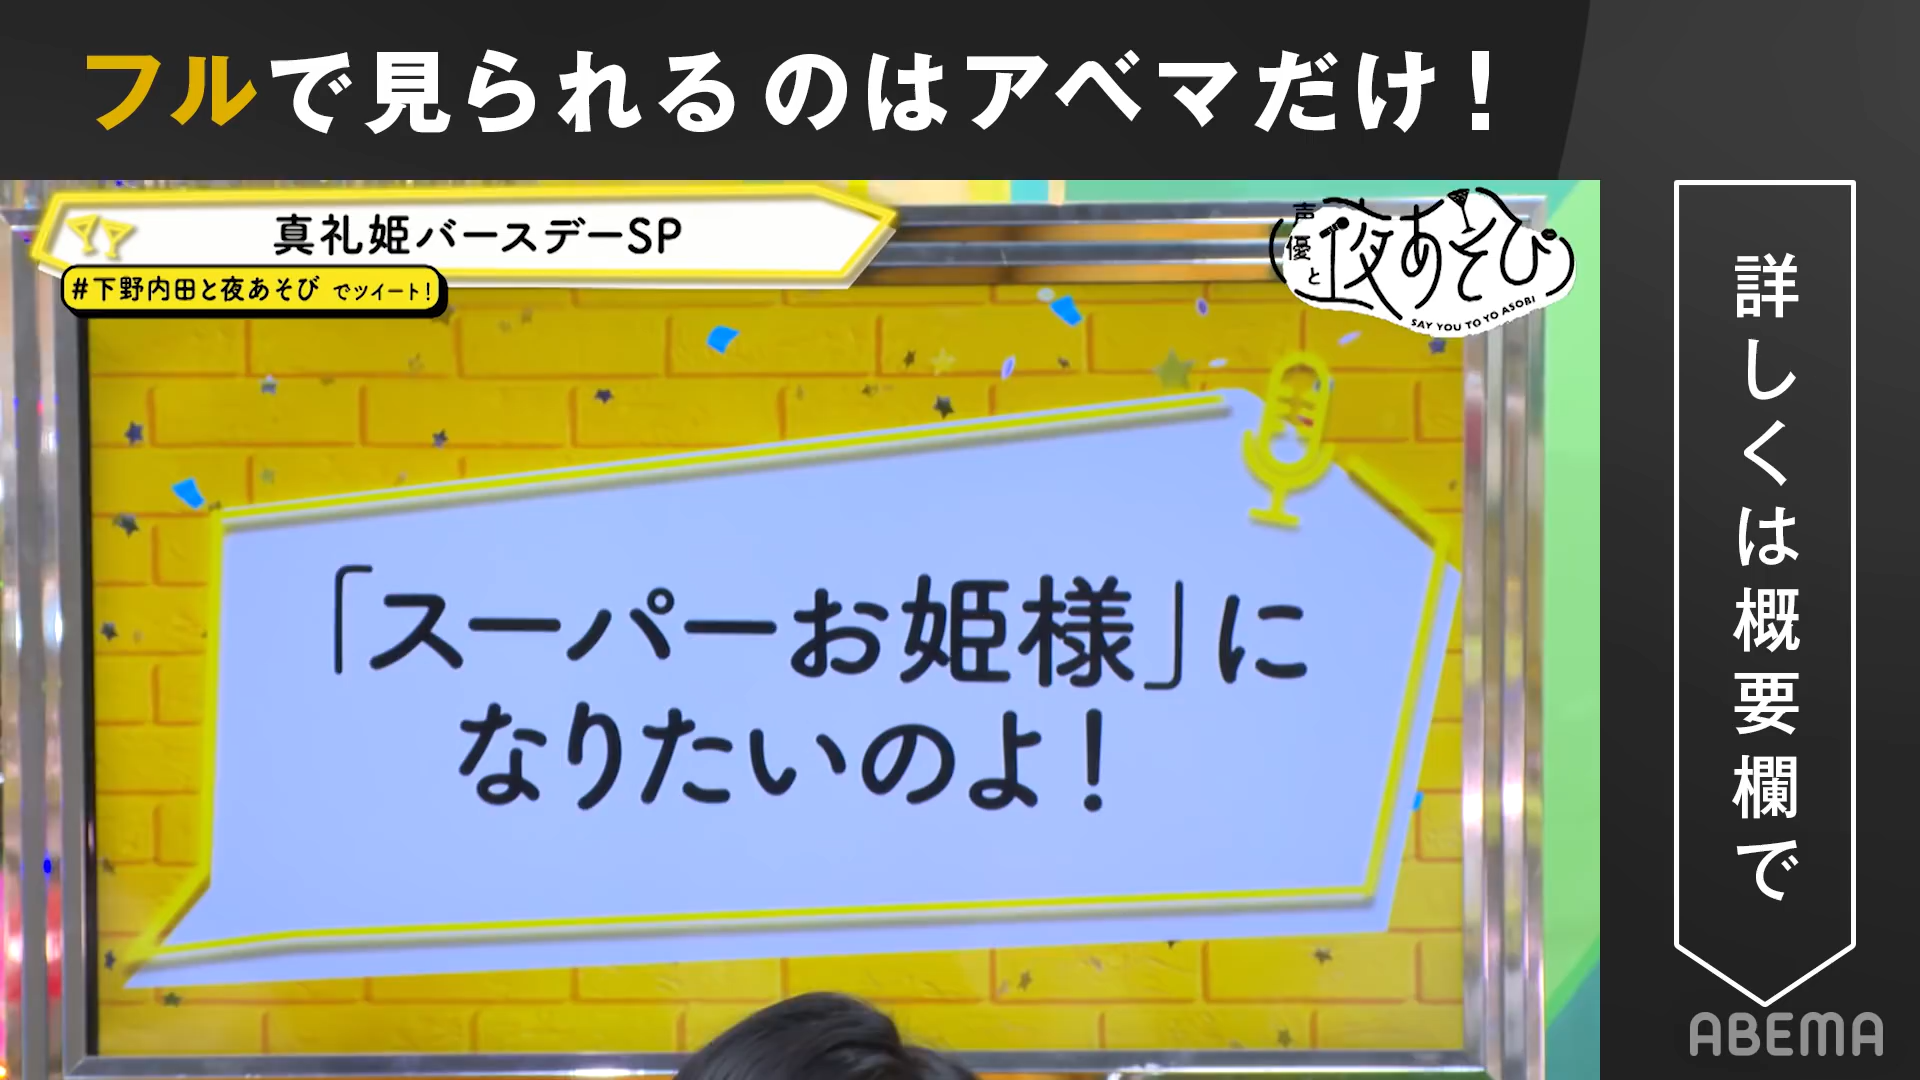 フルで見られるのはアベマだけ！
真礼姫バースデーSP
#下野内田と夜あそび でツイート！
声優と夜あそび
SAY YOU TO YO ASOBI
「スーパーお姫様」に
なりたいのよ！
詳しくは概要欄で
ABEMA